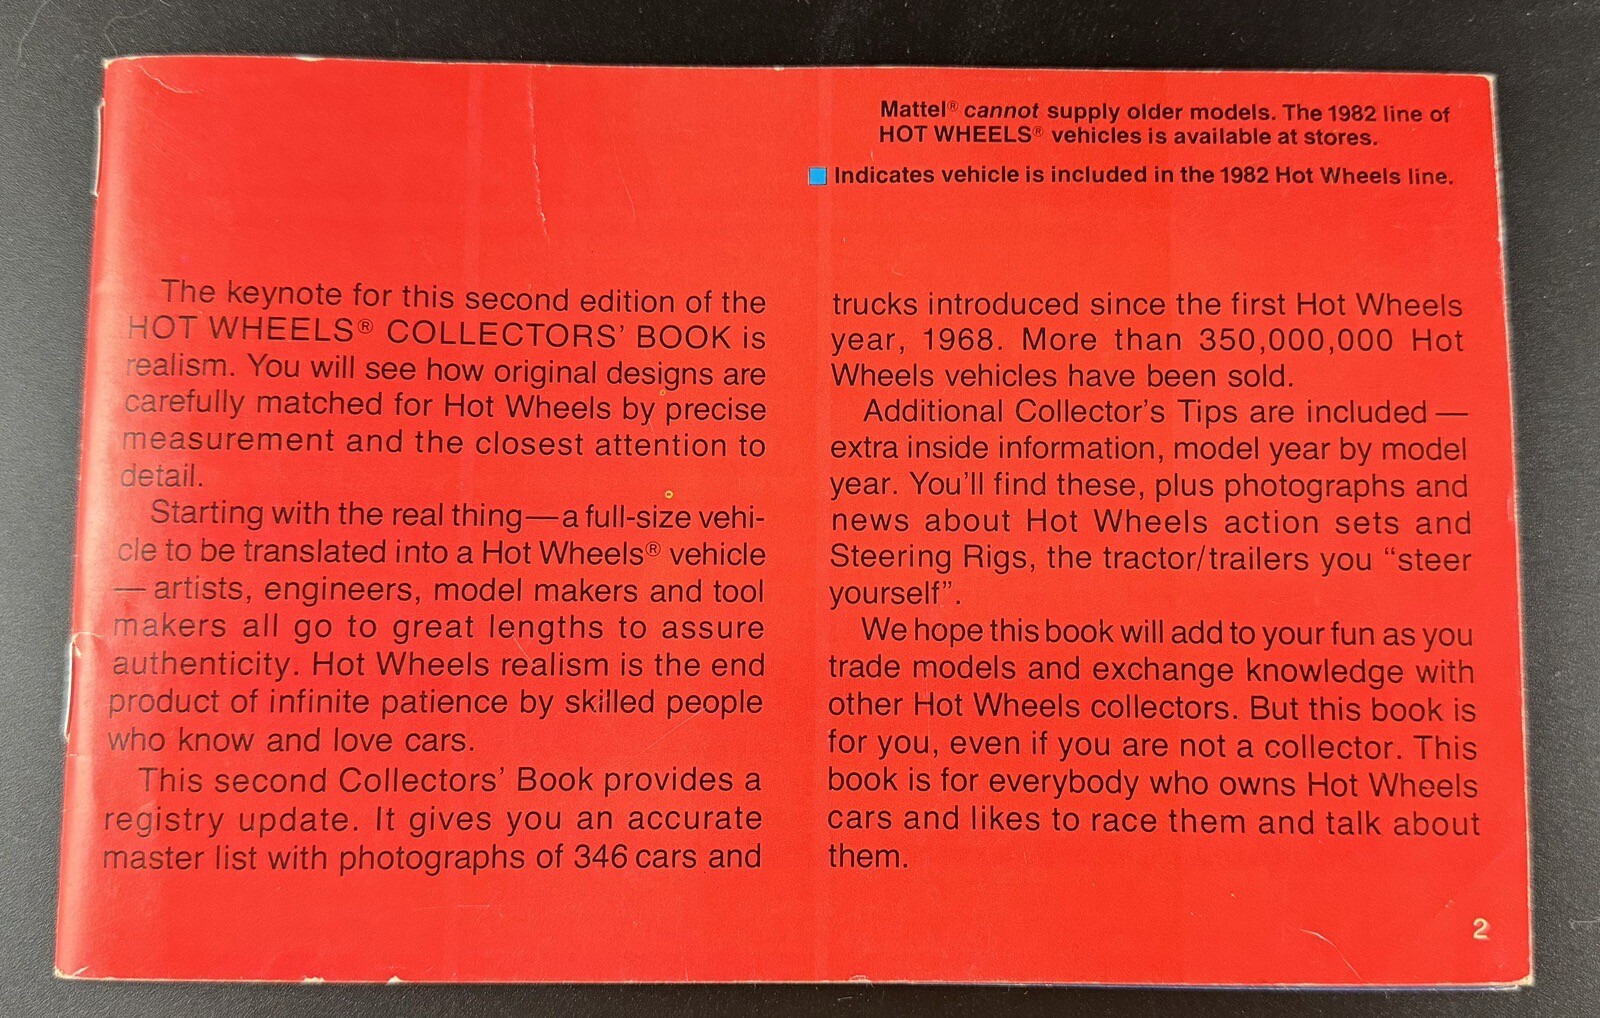 Mattel® cannot supply older models. The 1982 line of
HOT WHEELS® vehicles is available at stores.
Indicates vehicle is included in the 1982 Hot Wheels line.
The keynote for this second edition of the
HOT WHEELS® COLLECTORS' BOOK is
realism. You will see how original designs are
carefully matched for Hot Wheels by precise
measurement and the closest attention to
detail.
Starting with the real thing—a full-size vehi-
cle to be translated into a Hot Wheels® vehicle
— artists, engineers, model makers and tool
makers all go to great lengths to assure
authenticity. Hot Wheels realism is the end
product of infinite patience by skilled people
who know and love cars.
This second Collectors' Book provides a
registry update. It gives you an accurate
master list with photographs of 346 cars and
trucks introduced since the first Hot Wheels
year, 1968. More than 350,000,000 Hot
Wheels vehicles have been sold.
Additional Collector's Tips are included —
extra inside information, model year by model
year. You'll find these, plus photographs and
news about Hot Wheels action sets and
Steering Rigs, the tractor/trailers you “steer
yourself”.
We hope this book will add to your fun as you
trade models and exchange knowledge with
other Hot Wheels collectors. But this book is
for you, even if you are not a collector. This
book is for everybody who owns Hot Wheels
cars and likes to race them and talk about
them.
2